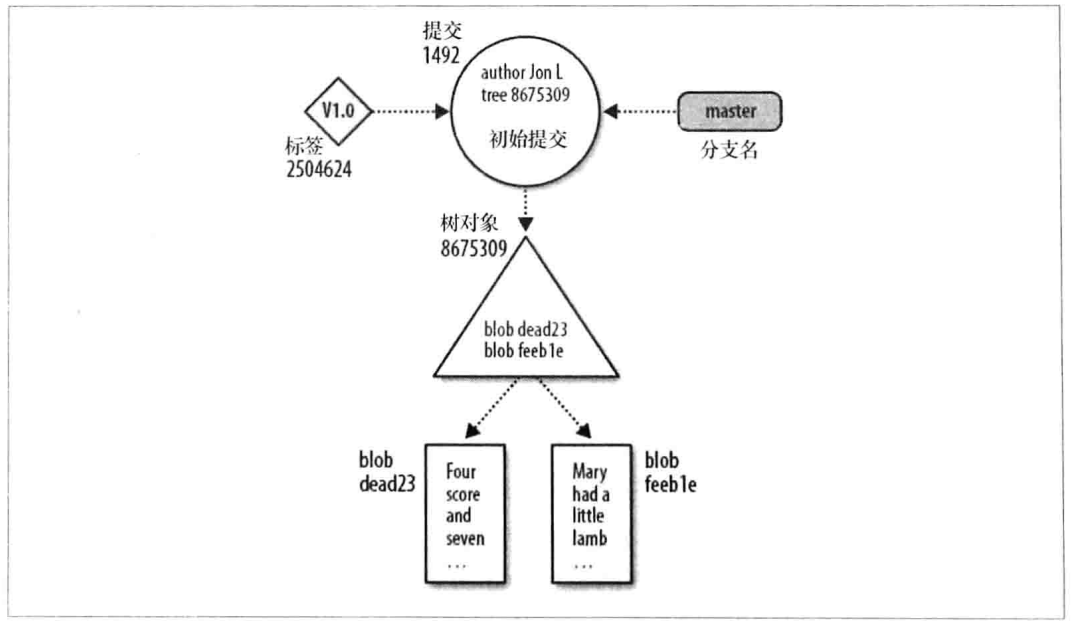 提交
1492
author Jon L
tree 8675309
初始提交
V1.0
标签
2504624
master
分支名
树对象
8675309
blob dead23
blob feeb1e
blob
dead23
Four
score
and
seven
...
Mary
had a
little
lamb
...
blob
feeb1e